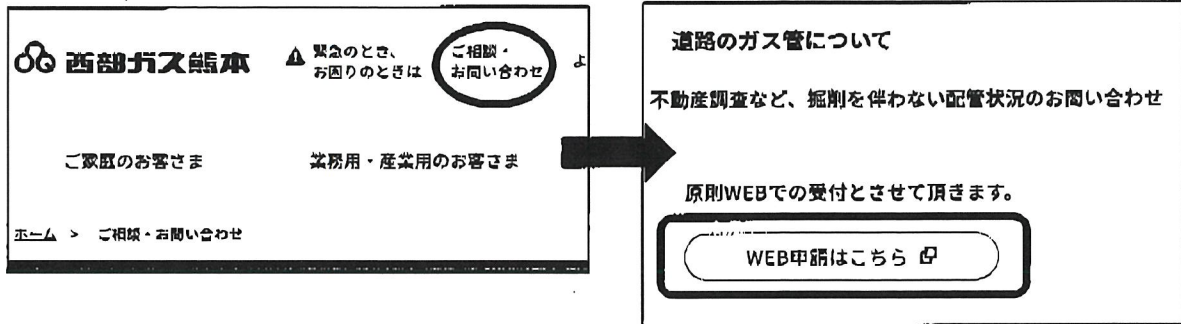 西部ガス熊本
緊急のとき、
お困りのときは
ご相談・
お問い合わせ
よ
ご家庭のお客さま
業務用・産業用のお客さま
ホーム > ご相談・お問い合わせ
道路のガス管について
不動産調査など、掘削を伴わない配管状況のお問い合わせ
原則WEBでの受付とさせて頂きます。
WEB申請はこちら